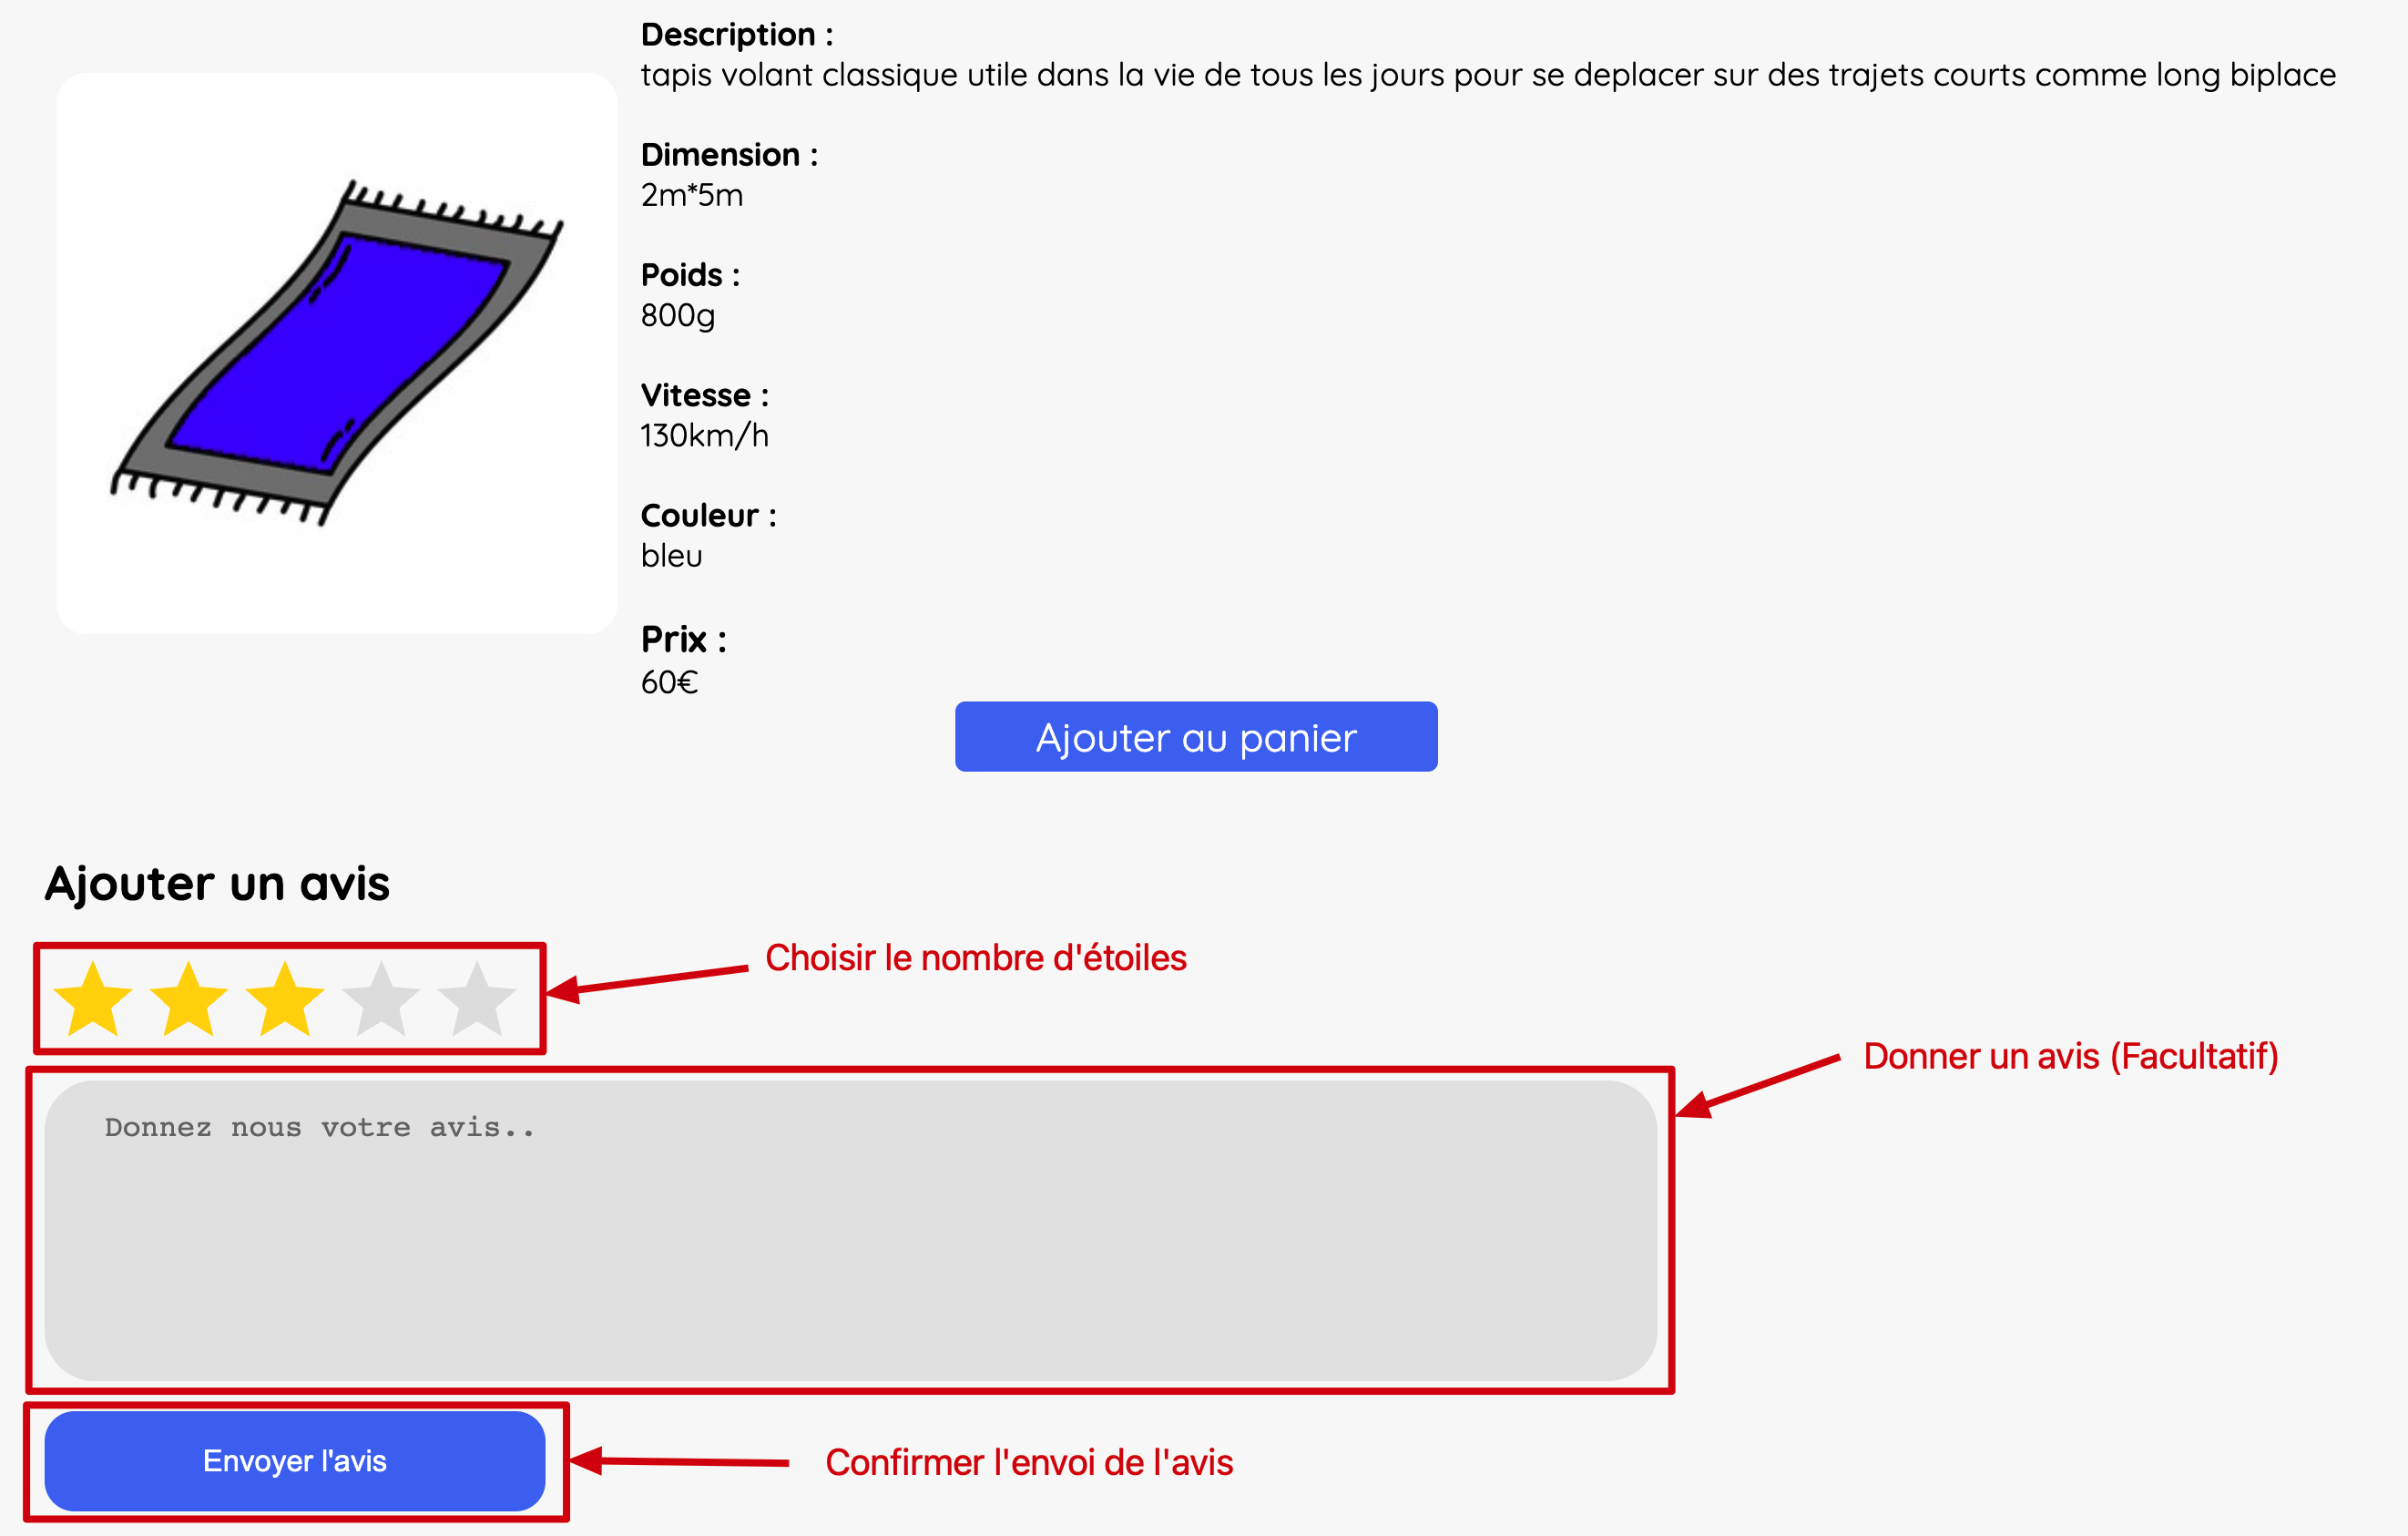 Description :
tapis volant classique utile dans la vie de tous les jours pour se deplacer sur des trajets courts comme long biplace
Dimension :
2m*5m
Poids :
800g
Vitesse :
130km/h
Couleur :
bleu
Prix :
60€
Ajouter au panier
Ajouter un avis
Choisir le nombre d'étoiles
Donner un avis (Facultatif)
Donnez nous votre avis..
Envoyer l'avis
Confirmer l'envoi de l'avis